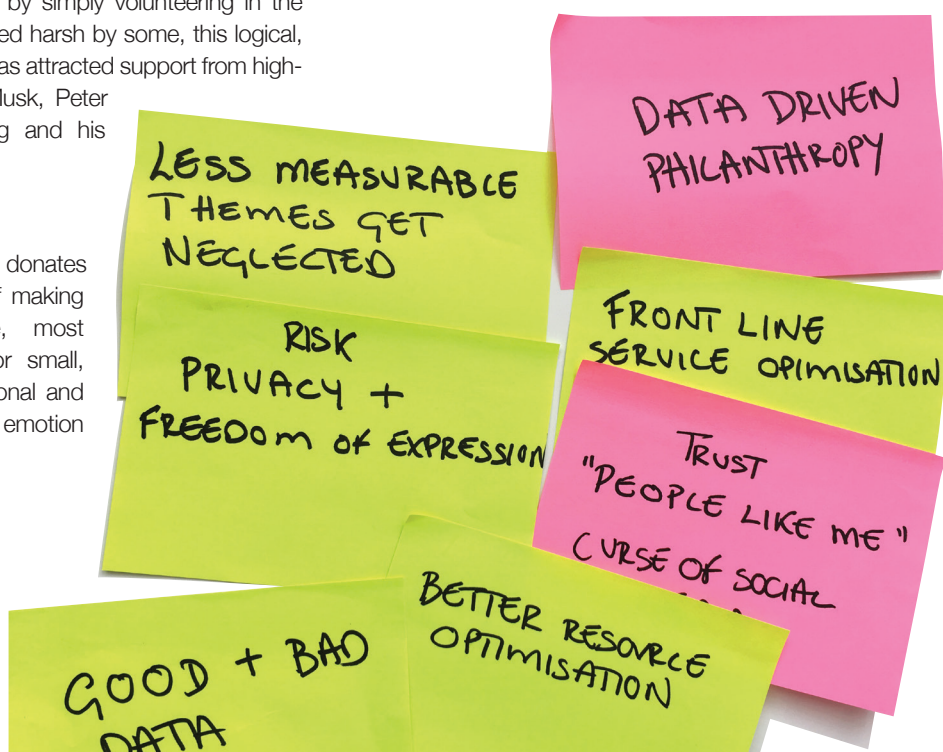 by simply volunteering in the
ed harsh by some, this logical,
as attracted support from high-
Musk, Peter
g and his
donates
f making
most
or small,
onal and
emotion
DATA DRIVEN
PHILANTHROPY
LESS MEASURABLE
THEMES GET
NEGLECTED
FRONT LINE
SERVICE OPIMISATION
RISK
PRIVACY +
FREEDOM OF EXPRESSION
TRUST
"PEOPLE LIKE ME"
CURSE OF SOCIAL
BETTER RESOURCE
OPTIMISATION
GOOD + BAD
DATA